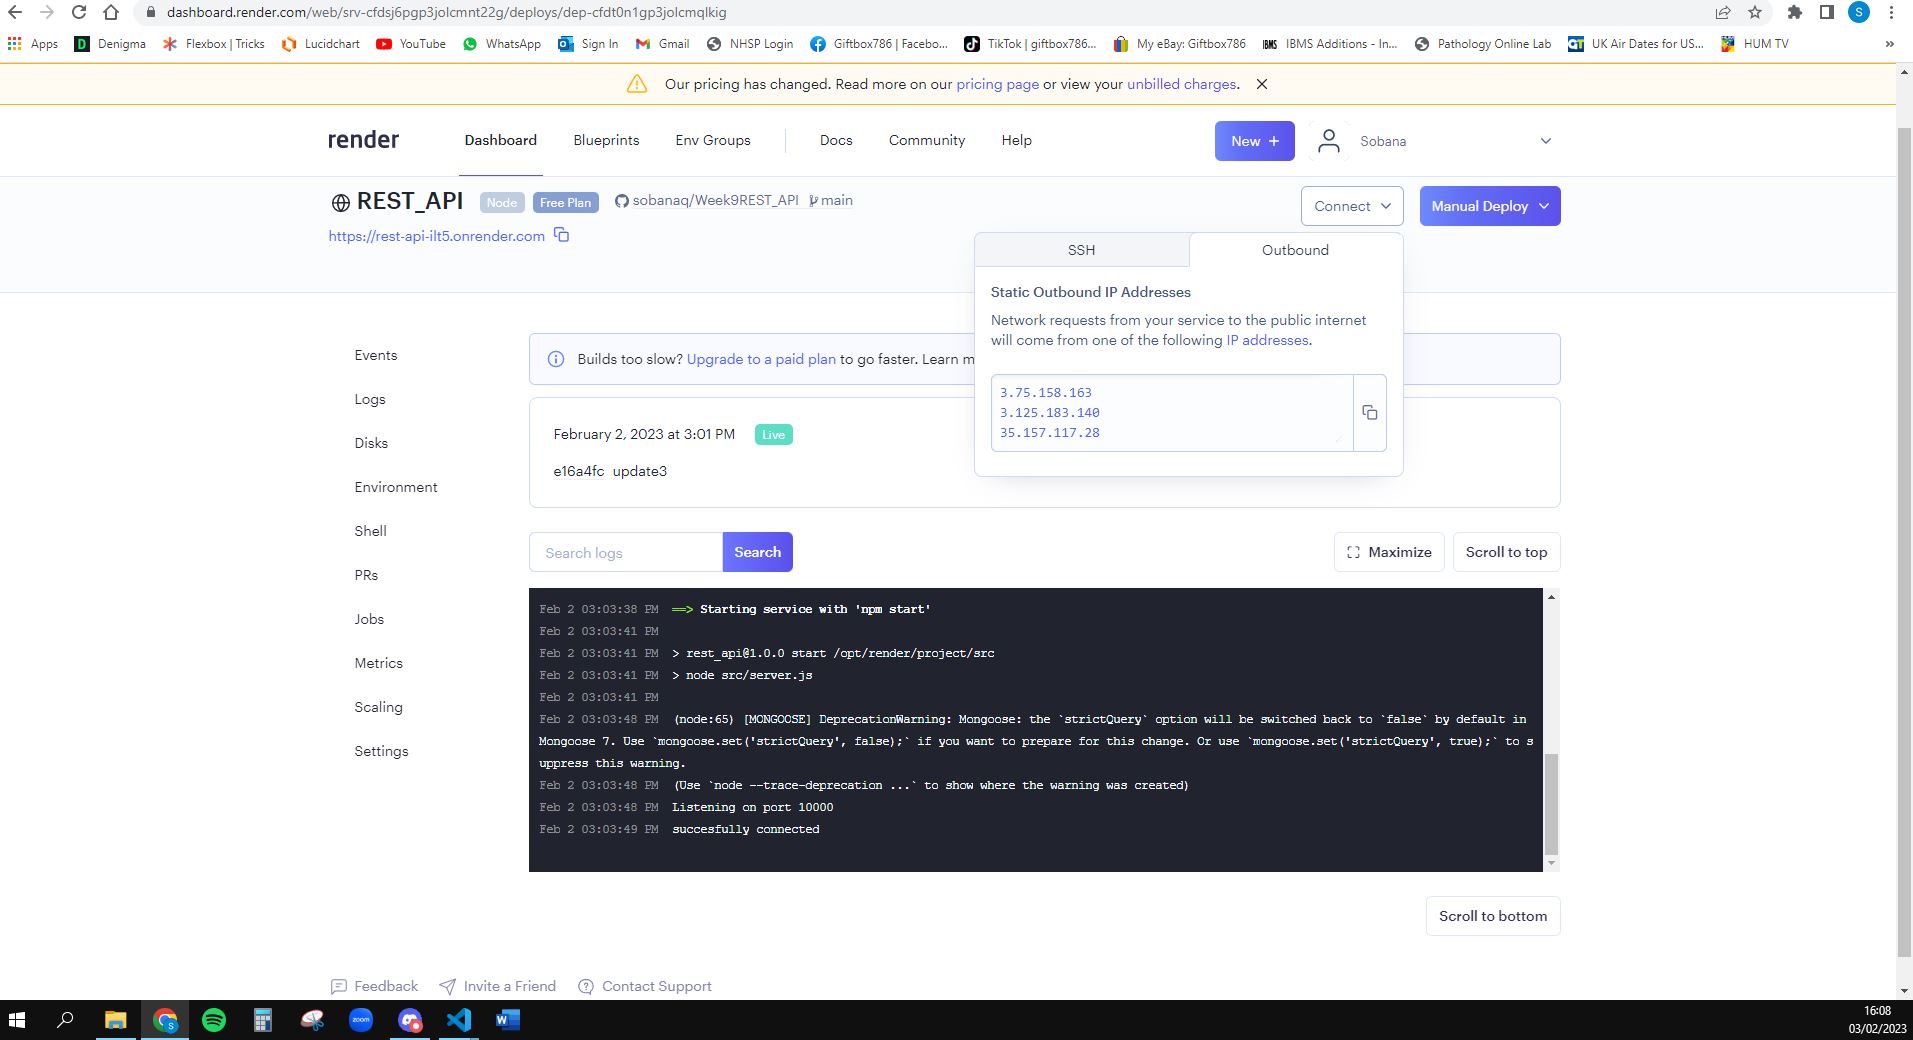 dashboard.render.com/web/srv-cfdsj6pgp3jolcmnt22g/deploys/dep-cfdt0n1gp3jolcmqlkig
S
Apps Denigma Flexbox | Tricks Lucidchart YouTube WhatsApp Sign In Gmail NHSP Login Giftbox786 | Facebo... TikTok | giftbox786... My eBay: Giftbox786 IBMS IBMS Additions - In... Pathology Online Lab UK Air Dates for US... HUM TV »
Our pricing has changed. Read more on our pricing page or view your unbilled charges.
render Dashboard Blueprints Env Groups Docs Community Help New + Sobana
REST_API Node Free Plan sobanaq/Week9REST_API main
Connect Manual Deploy
https://rest-api-ilt5.onrender.com
SSH Outbound
Static Outbound IP Addresses
Network requests from your service to the public internet
will come from one of the following IP addresses.
3.75.158.163
3.125.183.140
35.157.117.28
Events
Logs
Disks
Environment
Shell
PRs
Jobs
Metrics
Scaling
Settings
Builds too slow? Upgrade to a paid plan to go faster. Learn m
February 2, 2023 at 3:01 PM Live
e16a4fc update3
Search logs Search Maximize Scroll to top
Feb 2 03:03:38 PM ==> Starting service with 'npm start'
Feb 2 03:03:41 PM
Feb 2 03:03:41 PM > rest_api@1.0.0 start /opt/render/project/src
Feb 2 03:03:41 PM > node src/server.js
Feb 2 03:03:41 PM
Feb 2 03:03:48 PM (node:65) [MONGOOSE] DeprecationWarning: Mongoose: the `strictQuery` option will be switched back to `false` by default in
Mongoose 7. Use `mongoose.set('strictQuery', false);` if you want to prepare for this change. Or use `mongoose.set('strictQuery', true);` to s
uppress this warning.
Feb 2 03:03:48 PM (Use `node --trace-deprecation ...` to show where the warning was created)
Feb 2 03:03:48 PM Listening on port 10000
Feb 2 03:03:49 PM succesfully connected
Scroll to bottom
Feedback Invite a Friend Contact Support
zoom
16:08
03/02/2023